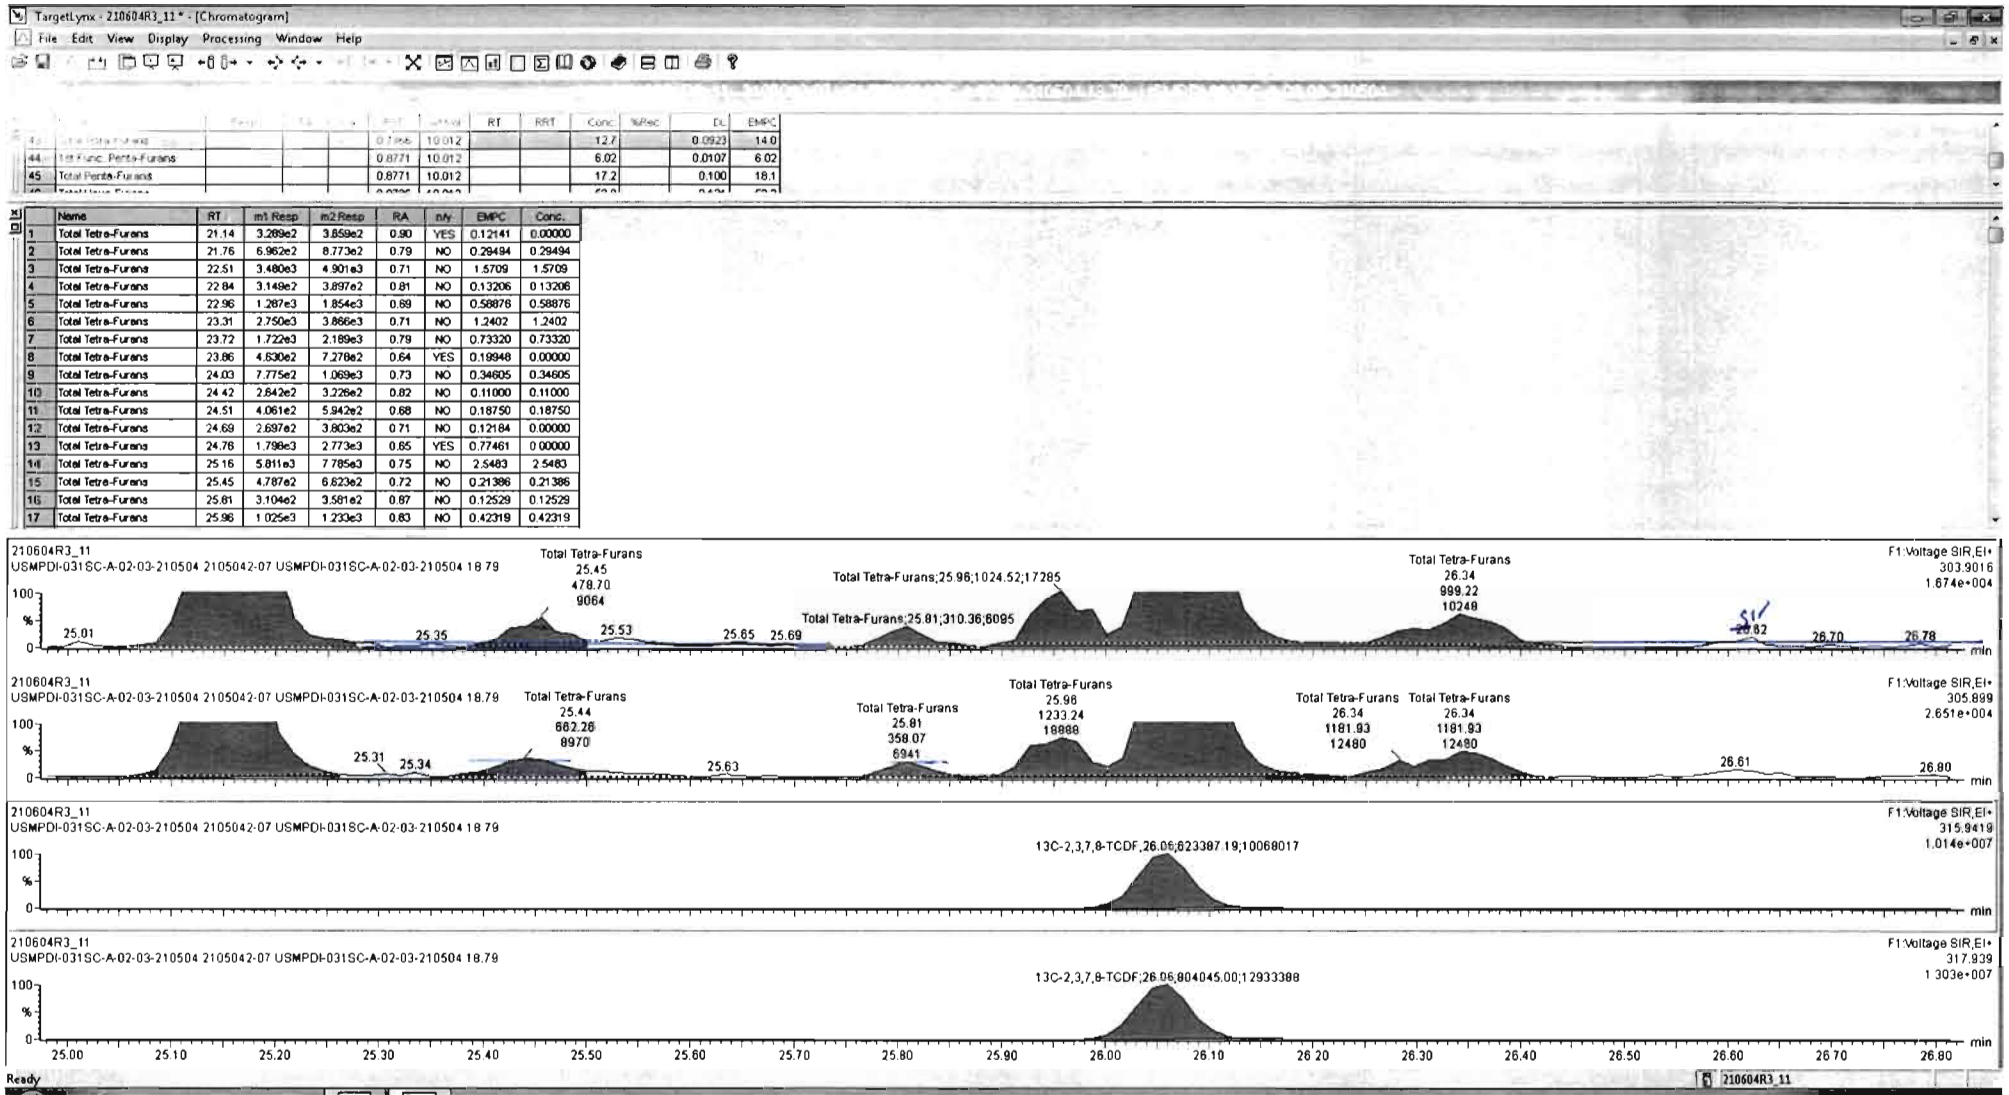 TargetLynx - 210604R3_11 * - [Chromatogram]
File Edit View Display Processing Window Help
RT RRT Conc. %Rec DL EMPC
10.012 12.7 0.0923 14.0
44 1st Func. Penta-Furans 0.8771 10.012 6.02 0.0107 6.02
45 Total Penta-Furans 0.8771 10.012 17.2 0.100 18.1
Name RT m1 Resp m2 Resp RA n/y EMPC Conc.
1 Total Tetra-Furans 21.14 3.289e2 3.659e2 0.90 YES 0.12141 0.00000
2 Total Tetra-Furans 21.76 6.962e2 8.773e2 0.79 NO 0.29494 0.29494
3 Total Tetra-Furans 22.51 3.480e3 4.901e3 0.71 NO 1.5709 1.5709
4 Total Tetra-Furans 22.84 3.149e2 3.897e2 0.81 NO 0.13206 0.13206
5 Total Tetra-Furans 22.96 1.287e3 1.854e3 0.69 NO 0.58876 0.58876
6 Total Tetra-Furans 23.31 2.750e3 3.866e3 0.71 NO 1.2402 1.2402
7 Total Tetra-Furans 23.72 1.722e3 2.189e3 0.79 NO 0.73320 0.73320
8 Total Tetra-Furans 23.86 4.630e2 7.278e2 0.64 YES 0.19948 0.00000
9 Total Tetra-Furans 24.03 7.775e2 1.069e3 0.73 NO 0.34605 0.34605
10 Total Tetra-Furans 24.42 2.642e2 3.226e2 0.82 NO 0.11000 0.11000
11 Total Tetra-Furans 24.51 4.061e2 5.942e2 0.68 NO 0.18750 0.18750
12 Total Tetra-Furans 24.69 2.697e2 3.803e2 0.71 NO 0.12184 0.00000
13 Total Tetra-Furans 24.76 1.798e3 2.773e3 0.65 YES 0.77461 0.00000
14 Total Tetra-Furans 25.16 5.811e3 7.785e3 0.75 NO 2.5483 2.5483
15 Total Tetra-Furans 25.45 4.787e2 6.623e2 0.72 NO 0.21386 0.21386
16 Total Tetra-Furans 25.81 3.104e2 3.581e2 0.87 NO 0.12529 0.12529
17 Total Tetra-Furans 25.96 1.025e3 1.233e3 0.83 NO 0.42319 0.42319
210604R3_11 F1:Voltage SIR,EI+
USMPDI-031SC-A-02-03-210504 2105042-07 USMPDI-031SC-A-02-03-210504 18.79 303.9016
1.674e+004
Total Tetra-Furans
25.45
478.70
9064
Total Tetra-Furans;25.96;1024.52;17285
Total Tetra-Furans;25.81;310.36;6095
Total Tetra-Furans
26.34
999.22
10248
100
%
0
25.01 25.35 25.53 25.65 25.69 26.62 26.70 26.78
min
210604R3_11 F1:Voltage SIR,EI+
USMPDI-031SC-A-02-03-210504 2105042-07 USMPDI-031SC-A-02-03-210504 18.79 305.899
2.651e+004
Total Tetra-Furans
25.44
662.26
8970
Total Tetra-Furans
25.81
358.07
6941
Total Tetra-Furans
25.96
1233.24
18888
Total Tetra-Furans
26.34
1181.93
12480
Total Tetra-Furans
26.34
1181.93
12480
100
%
0
25.31 25.34 25.63 26.61 26.80
min
210604R3_11 F1:Voltage SIR,EI+
USMPDI-031SC-A-02-03-210504 2105042-07 USMPDI-031SC-A-02-03-210504 18.79 315.9419
1.014e+007
13C-2,3,7,8-TCDF;26.06;623387.19;10068017
100
%
0
min
210604R3_11 F1:Voltage SIR,EI+
USMPDI-031SC-A-02-03-210504 2105042-07 USMPDI-031SC-A-02-03-210504 18.79 317.939
1.303e+007
13C-2,3,7,8-TCDF;26.06;804045.00;12933388
100
%
0
min
25.00 25.10 25.20 25.30 25.40 25.50 25.60 25.70 25.80 25.90 26.00 26.10 26.20 26.30 26.40 26.50 26.60 26.70 26.80
Ready 210604R3_11